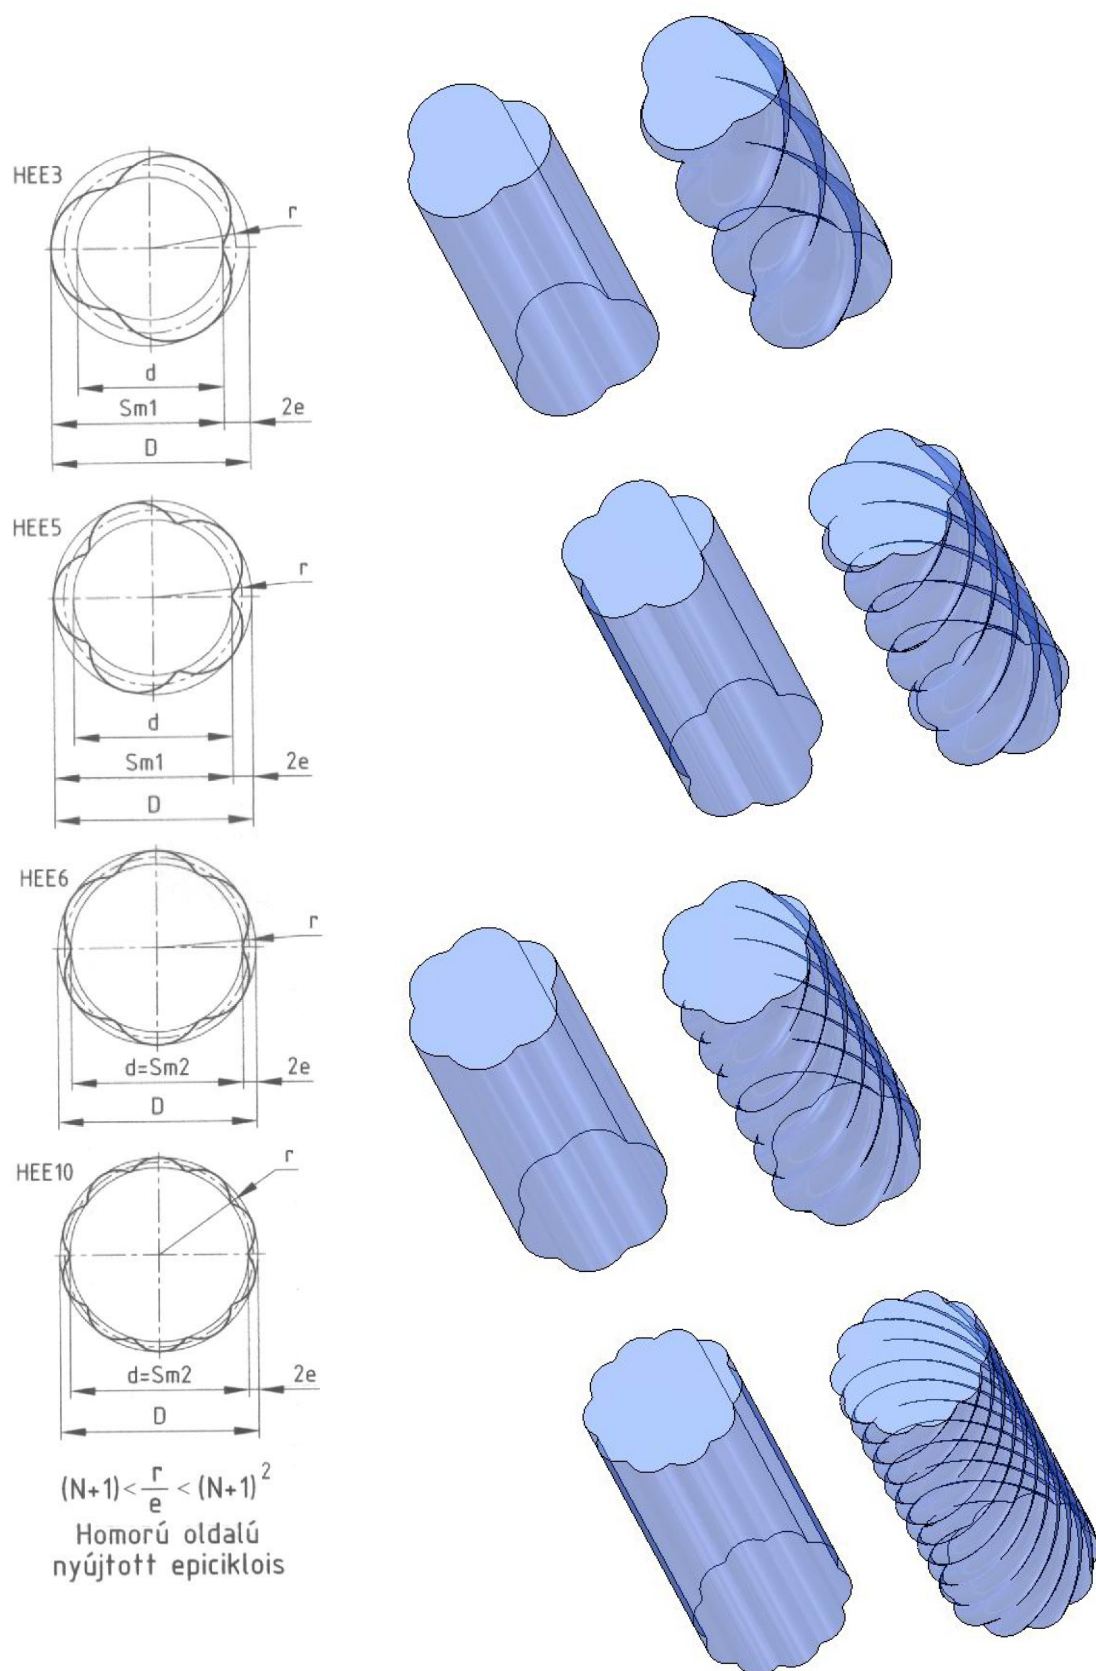 HEE3
r
d
Sm1
2e
D
HEE5
r
d
Sm1
2e
D
HEE6
r
d=Sm2
2e
D
HEE10
r
d=Sm2
2e
D
(N+1)<r/e<(N+1)²
Homorú oldalú
nyújtott epiciklois